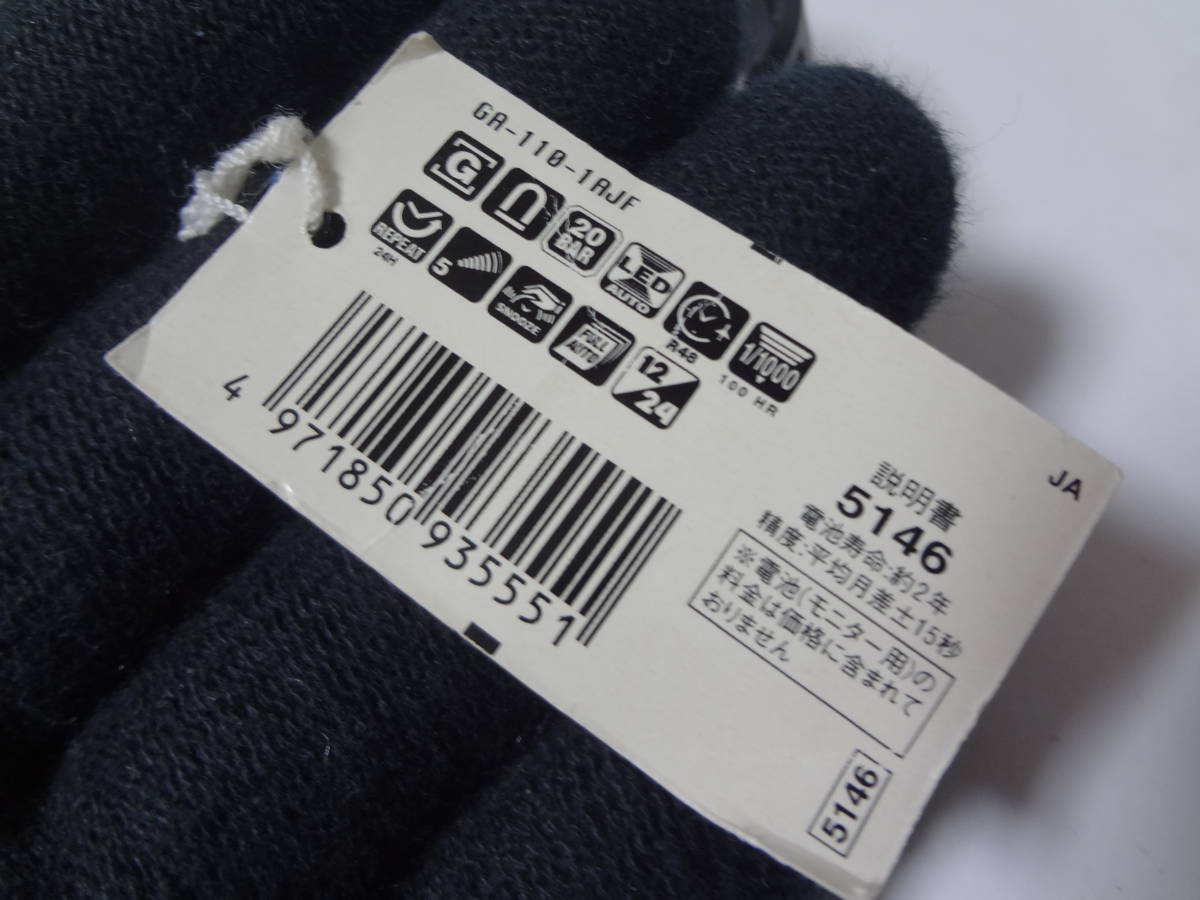 GA-110-1AJF
G
20
BAR
LED
AUTO
R48
1/1000
100 HR
REPEAT
24H
5
SNOOZE
FULL
AUTO
12/24
4 971850 935551
JA
説明書
5146
電池寿命:約2年
精度:平均月差±15秒
※電池(モニター用)の
料金は価格に含まれて
おりません
5146